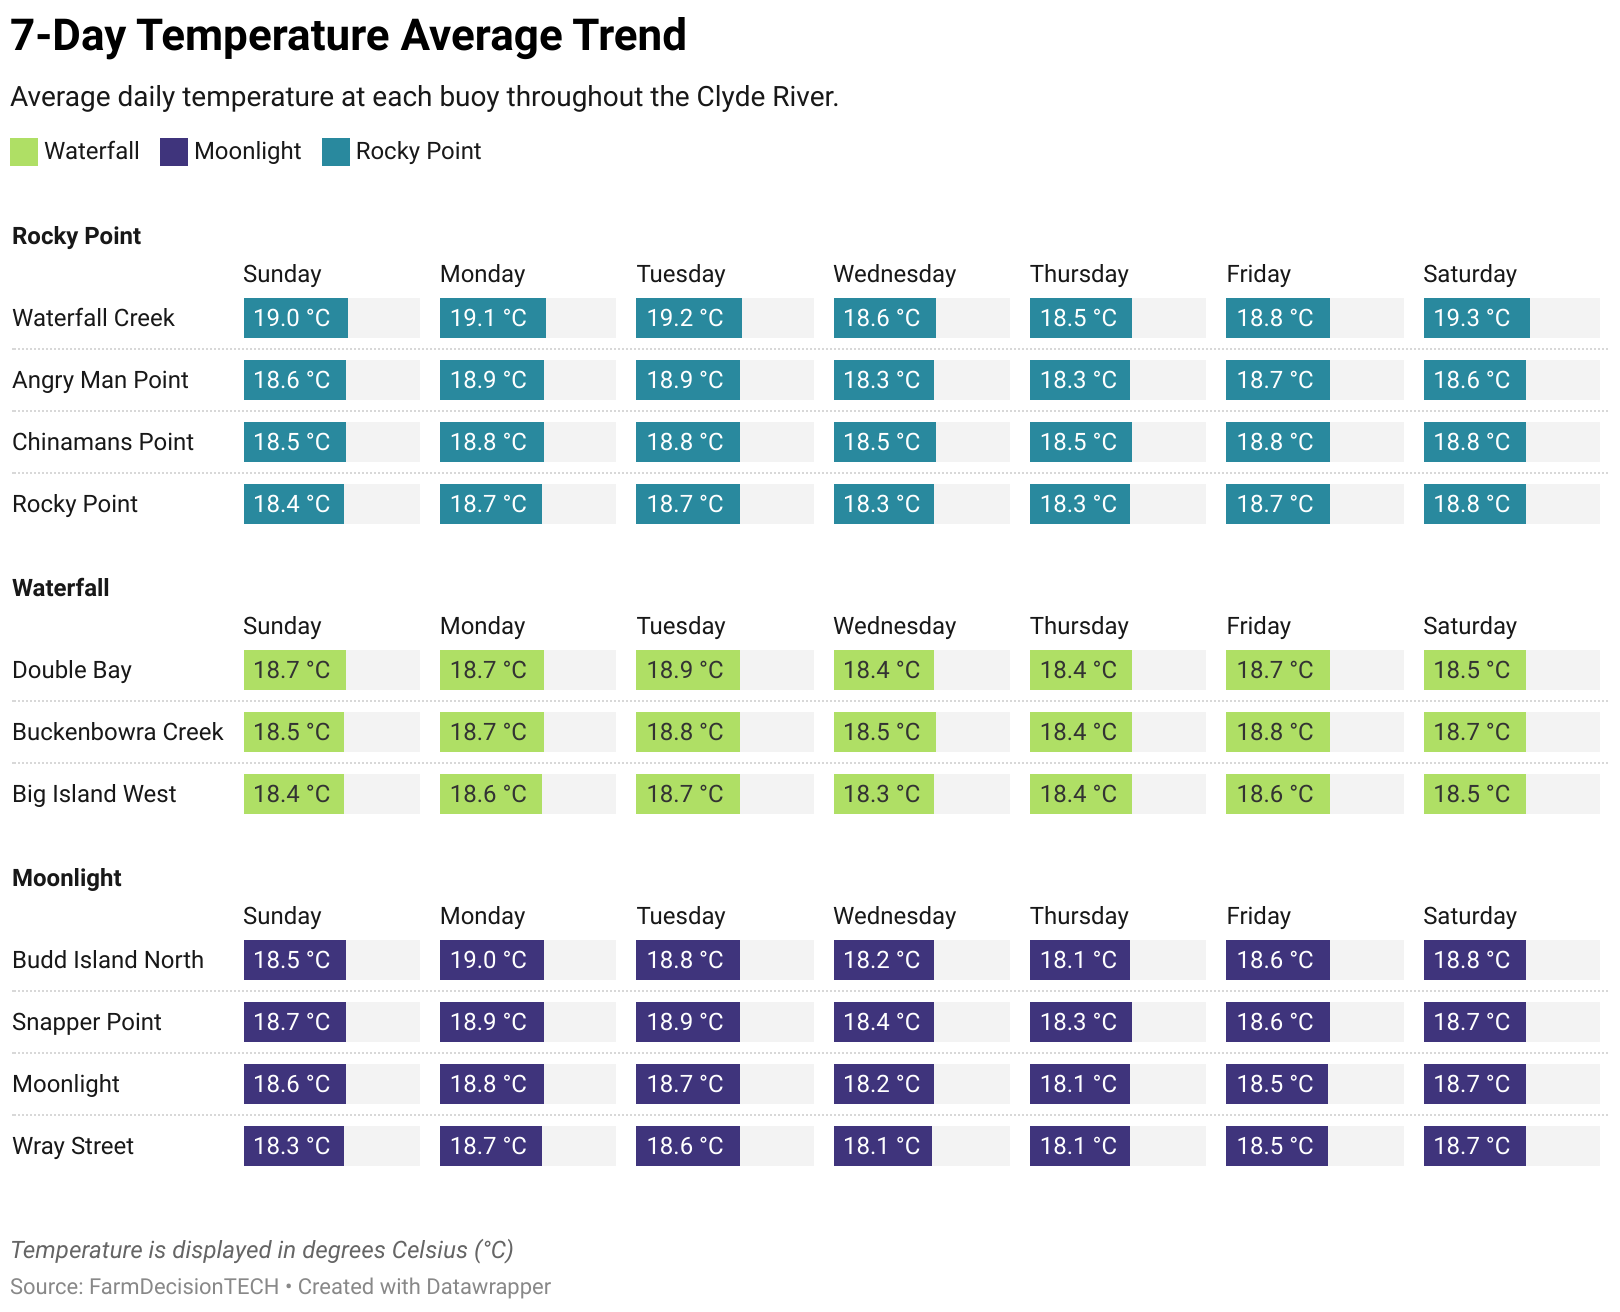 7-Day Temperature Average Trend
Average daily temperature at each buoy throughout the Clyde River.
Waterfall Moonlight Rocky Point
Rocky Point
Sunday Monday Tuesday Wednesday Thursday Friday Saturday
Waterfall Creek 19.0 °C 19.1 °C 19.2 °C 18.6 °C 18.5 °C 18.8 °C 19.3 °C
Angry Man Point 18.6 °C 18.9 °C 18.9 °C 18.3 °C 18.3 °C 18.7 °C 18.6 °C
Chinamans Point 18.5 °C 18.8 °C 18.8 °C 18.5 °C 18.5 °C 18.8 °C 18.8 °C
Rocky Point 18.4 °C 18.7 °C 18.7 °C 18.3 °C 18.3 °C 18.7 °C 18.8 °C
Waterfall
Sunday Monday Tuesday Wednesday Thursday Friday Saturday
Double Bay 18.7 °C 18.7 °C 18.9 °C 18.4 °C 18.4 °C 18.7 °C 18.5 °C
Buckenbowra Creek 18.5 °C 18.7 °C 18.8 °C 18.5 °C 18.4 °C 18.8 °C 18.7 °C
Big Island West 18.4 °C 18.6 °C 18.7 °C 18.3 °C 18.4 °C 18.6 °C 18.5 °C
Moonlight
Sunday Monday Tuesday Wednesday Thursday Friday Saturday
Budd Island North 18.5 °C 19.0 °C 18.8 °C 18.2 °C 18.1 °C 18.6 °C 18.8 °C
Snapper Point 18.7 °C 18.9 °C 18.9 °C 18.4 °C 18.3 °C 18.6 °C 18.7 °C
Moonlight 18.6 °C 18.8 °C 18.7 °C 18.2 °C 18.1 °C 18.5 °C 18.7 °C
Wray Street 18.3 °C 18.7 °C 18.6 °C 18.1 °C 18.1 °C 18.5 °C 18.7 °C
Temperature is displayed in degrees Celsius (°C)
Source: FarmDecisionTECH • Created with Datawrapper